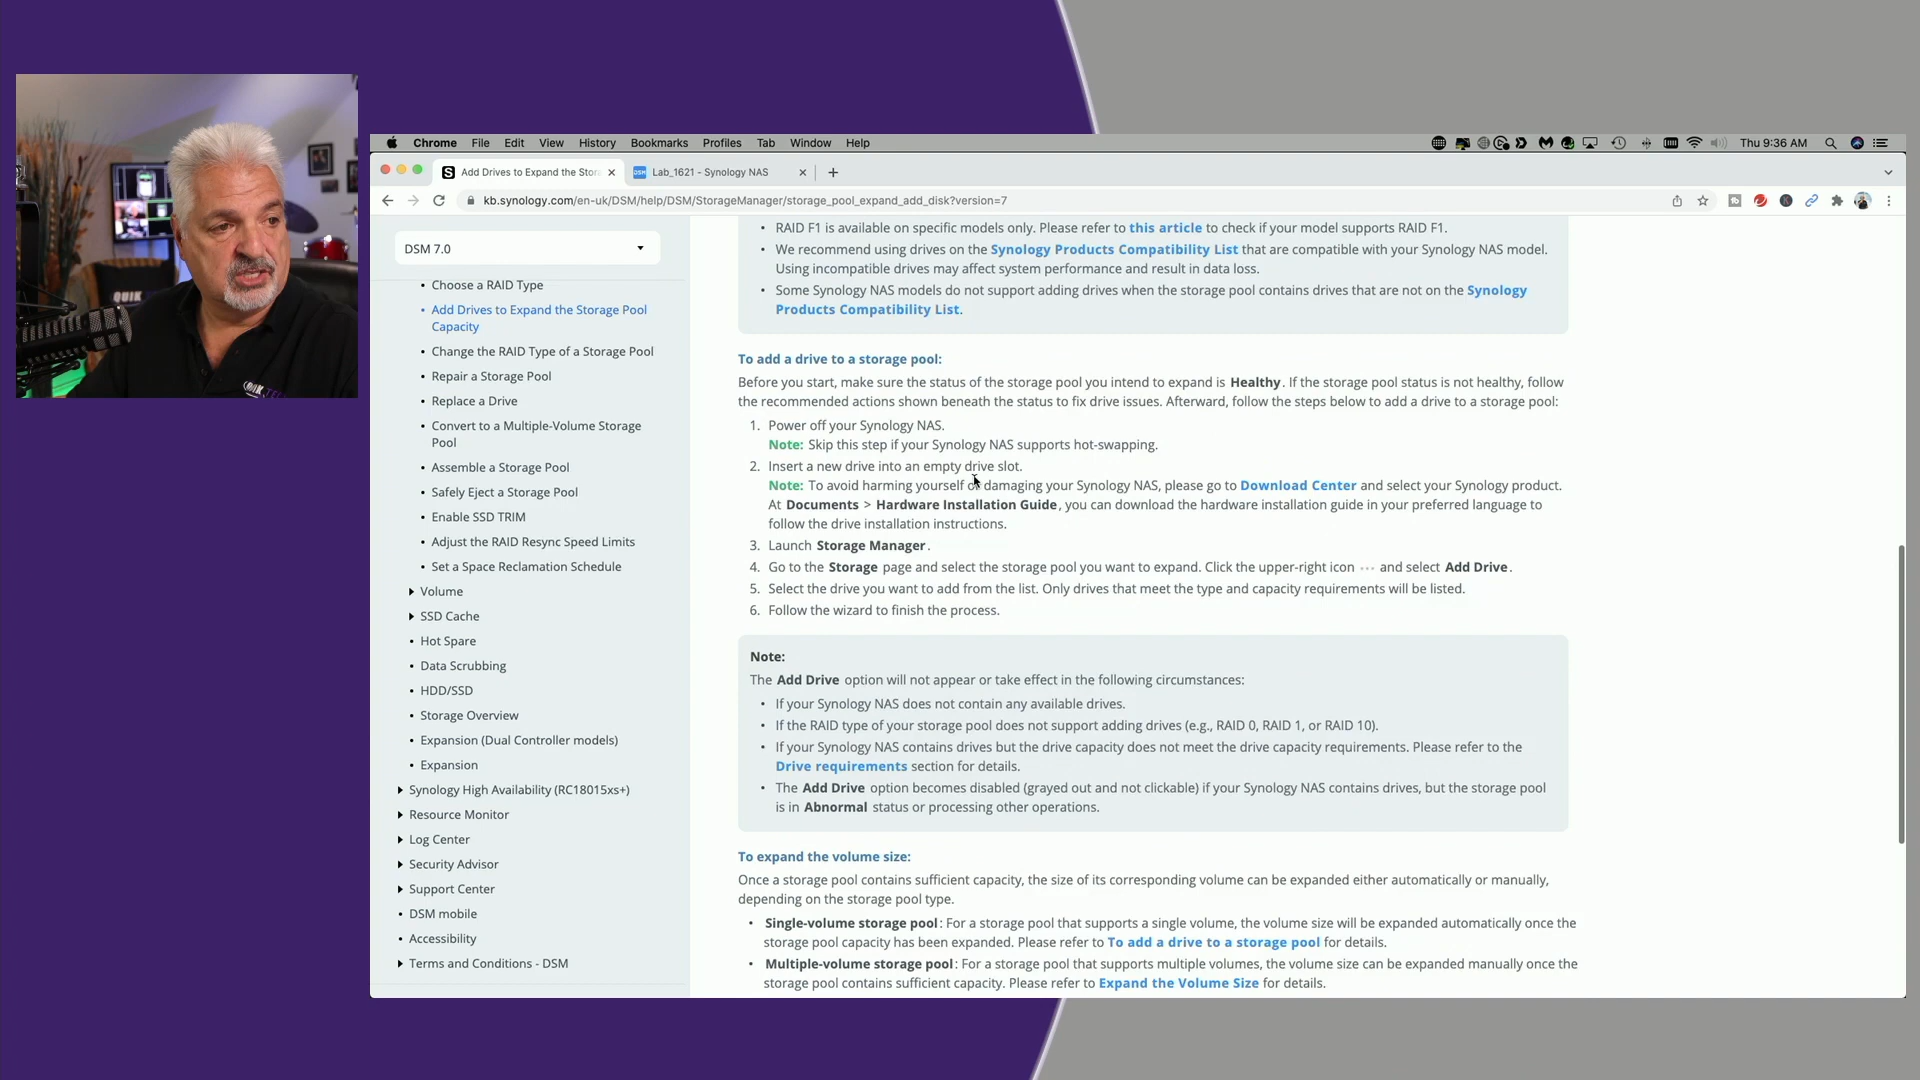 Chrome File Edit View History Bookmarks Profiles Tab Window Help Thu 9:36 AM
Add Drives to Expand the Stor
Lab_1621 - Synology NAS
kb.synology.com/en-uk/DSM/help/DSM/StorageManager/storage_pool_expand_add_disk?version=7
QUIK
DSM 7.0
• Choose a RAID Type
• Add Drives to Expand the Storage Pool
Capacity
• Change the RAID Type of a Storage Pool
• Repair a Storage Pool
• Replace a Drive
• Convert to a Multiple-Volume Storage
Pool
• Assemble a Storage Pool
• Safely Eject a Storage Pool
• Enable SSD TRIM
• Adjust the RAID Resync Speed Limits
• Set a Space Reclamation Schedule
Volume
SSD Cache
• Hot Spare
• Data Scrubbing
• HDD/SSD
• Storage Overview
• Expansion (Dual Controller models)
• Expansion
Synology High Availability (RC18015xs+)
Resource Monitor
Log Center
Security Advisor
Support Center
• DSM mobile
• Accessibility
Terms and Conditions - DSM
• RAID F1 is available on specific models only. Please refer to this article to check if your model supports RAID F1.
• We recommend using drives on the Synology Products Compatibility List that are compatible with your Synology NAS model.
Using incompatible drives may affect system performance and result in data loss.
• Some Synology NAS models do not support adding drives when the storage pool contains drives that are not on the Synology
Products Compatibility List.
To add a drive to a storage pool:
Before you start, make sure the status of the storage pool you intend to expand is Healthy. If the storage pool status is not healthy, follow
the recommended actions shown beneath the status to fix drive issues. Afterward, follow the steps below to add a drive to a storage pool:
1. Power off your Synology NAS.
Note: Skip this step if your Synology NAS supports hot-swapping.
2. Insert a new drive into an empty drive slot.
Note: To avoid harming yourself or damaging your Synology NAS, please go to Download Center and select your Synology product.
At Documents > Hardware Installation Guide, you can download the hardware installation guide in your preferred language to
follow the drive installation instructions.
3. Launch Storage Manager.
4. Go to the Storage page and select the storage pool you want to expand. Click the upper-right icon ··· and select Add Drive.
5. Select the drive you want to add from the list. Only drives that meet the type and capacity requirements will be listed.
6. Follow the wizard to finish the process.
Note:
The Add Drive option will not appear or take effect in the following circumstances:
• If your Synology NAS does not contain any available drives.
• If the RAID type of your storage pool does not support adding drives (e.g., RAID 0, RAID 1, or RAID 10).
• If your Synology NAS contains drives but the drive capacity does not meet the drive capacity requirements. Please refer to the
Drive requirements section for details.
• The Add Drive option becomes disabled (grayed out and not clickable) if your Synology NAS contains drives, but the storage pool
is in Abnormal status or processing other operations.
To expand the volume size:
Once a storage pool contains sufficient capacity, the size of its corresponding volume can be expanded either automatically or manually,
depending on the storage pool type.
• Single-volume storage pool: For a storage pool that supports a single volume, the volume size will be expanded automatically once the
storage pool capacity has been expanded. Please refer to To add a drive to a storage pool for details.
• Multiple-volume storage pool: For a storage pool that supports multiple volumes, the volume size can be expanded manually once the
storage pool contains sufficient capacity. Please refer to Expand the Volume Size for details.